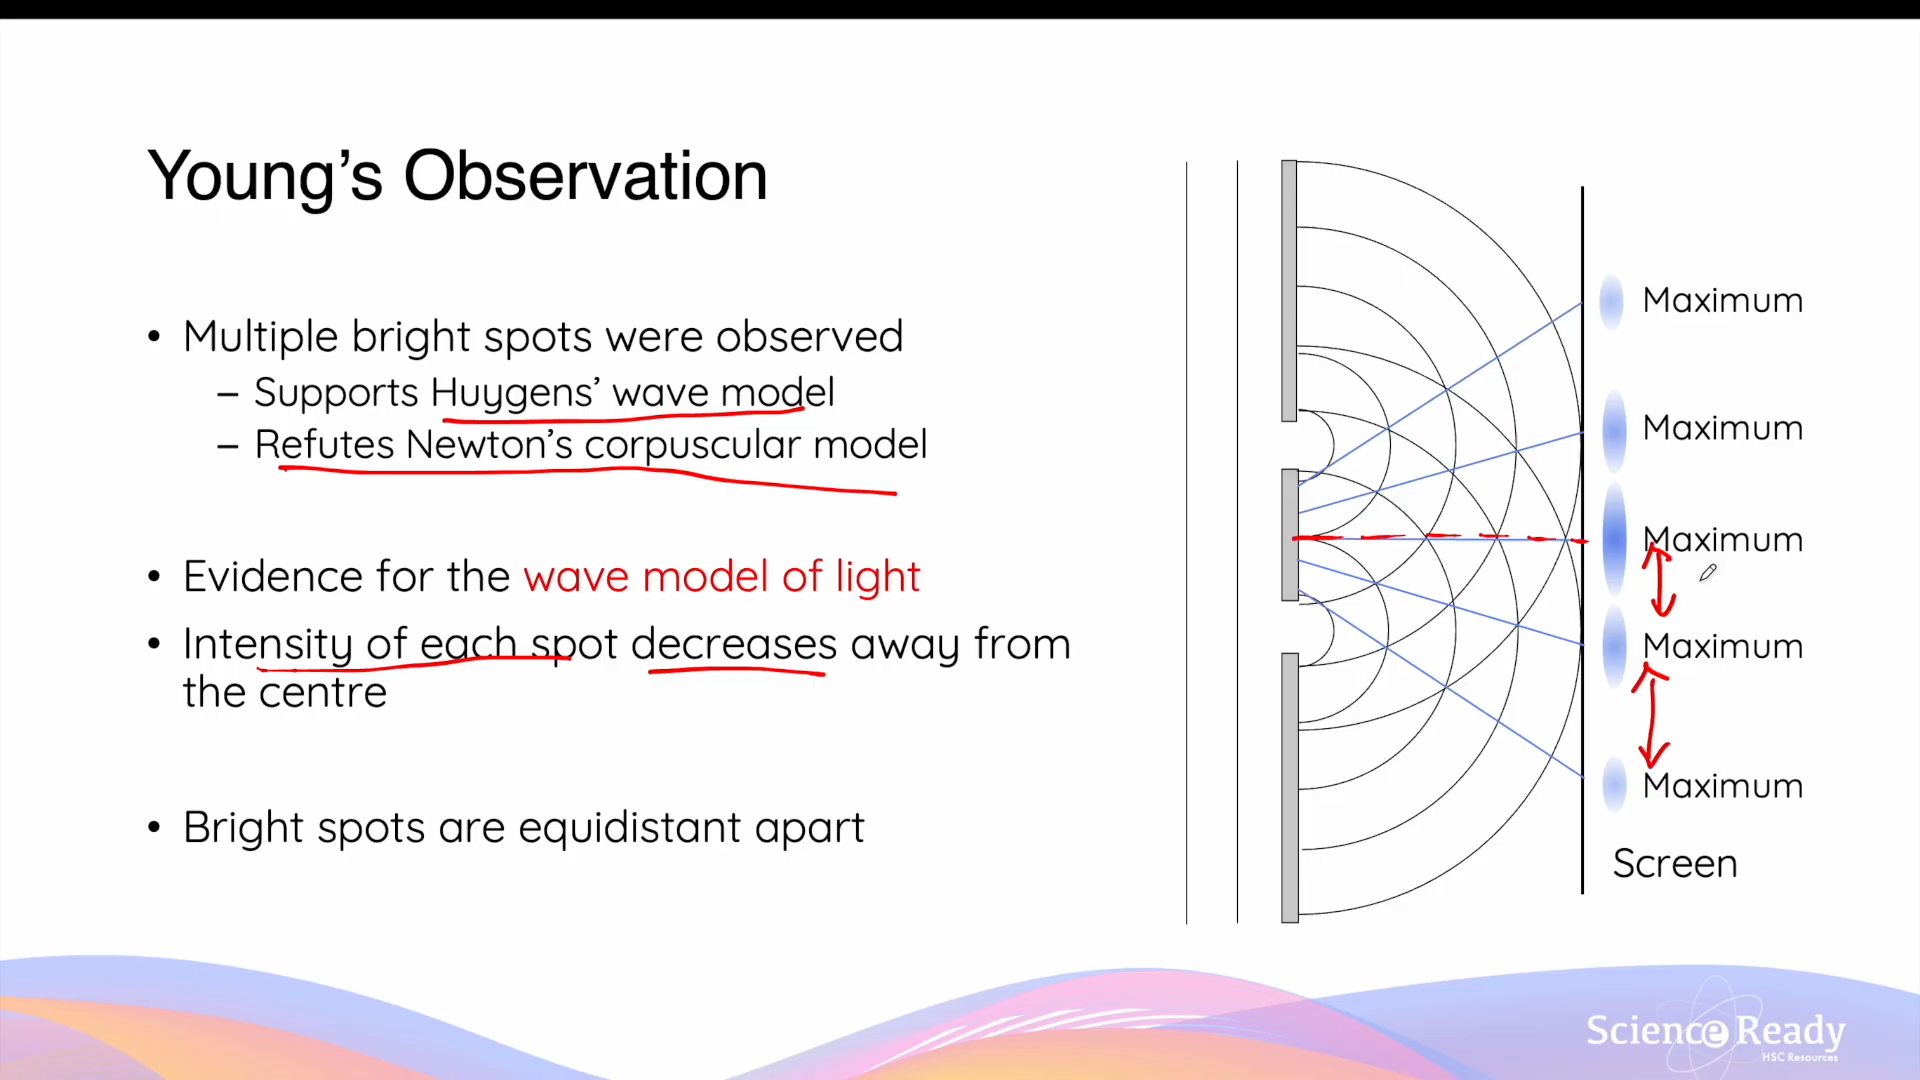 Young's Observation
• Multiple bright spots were observed
– Supports Huygens' wave model
– Refutes Newton's corpuscular model
• Evidence for the wave model of light
• Intensity of each spot decreases away from
the centre
• Bright spots are equidistant apart
Maximum
Maximum
Maximum
Maximum
Maximum
Screen
Science Ready
HSC Resources